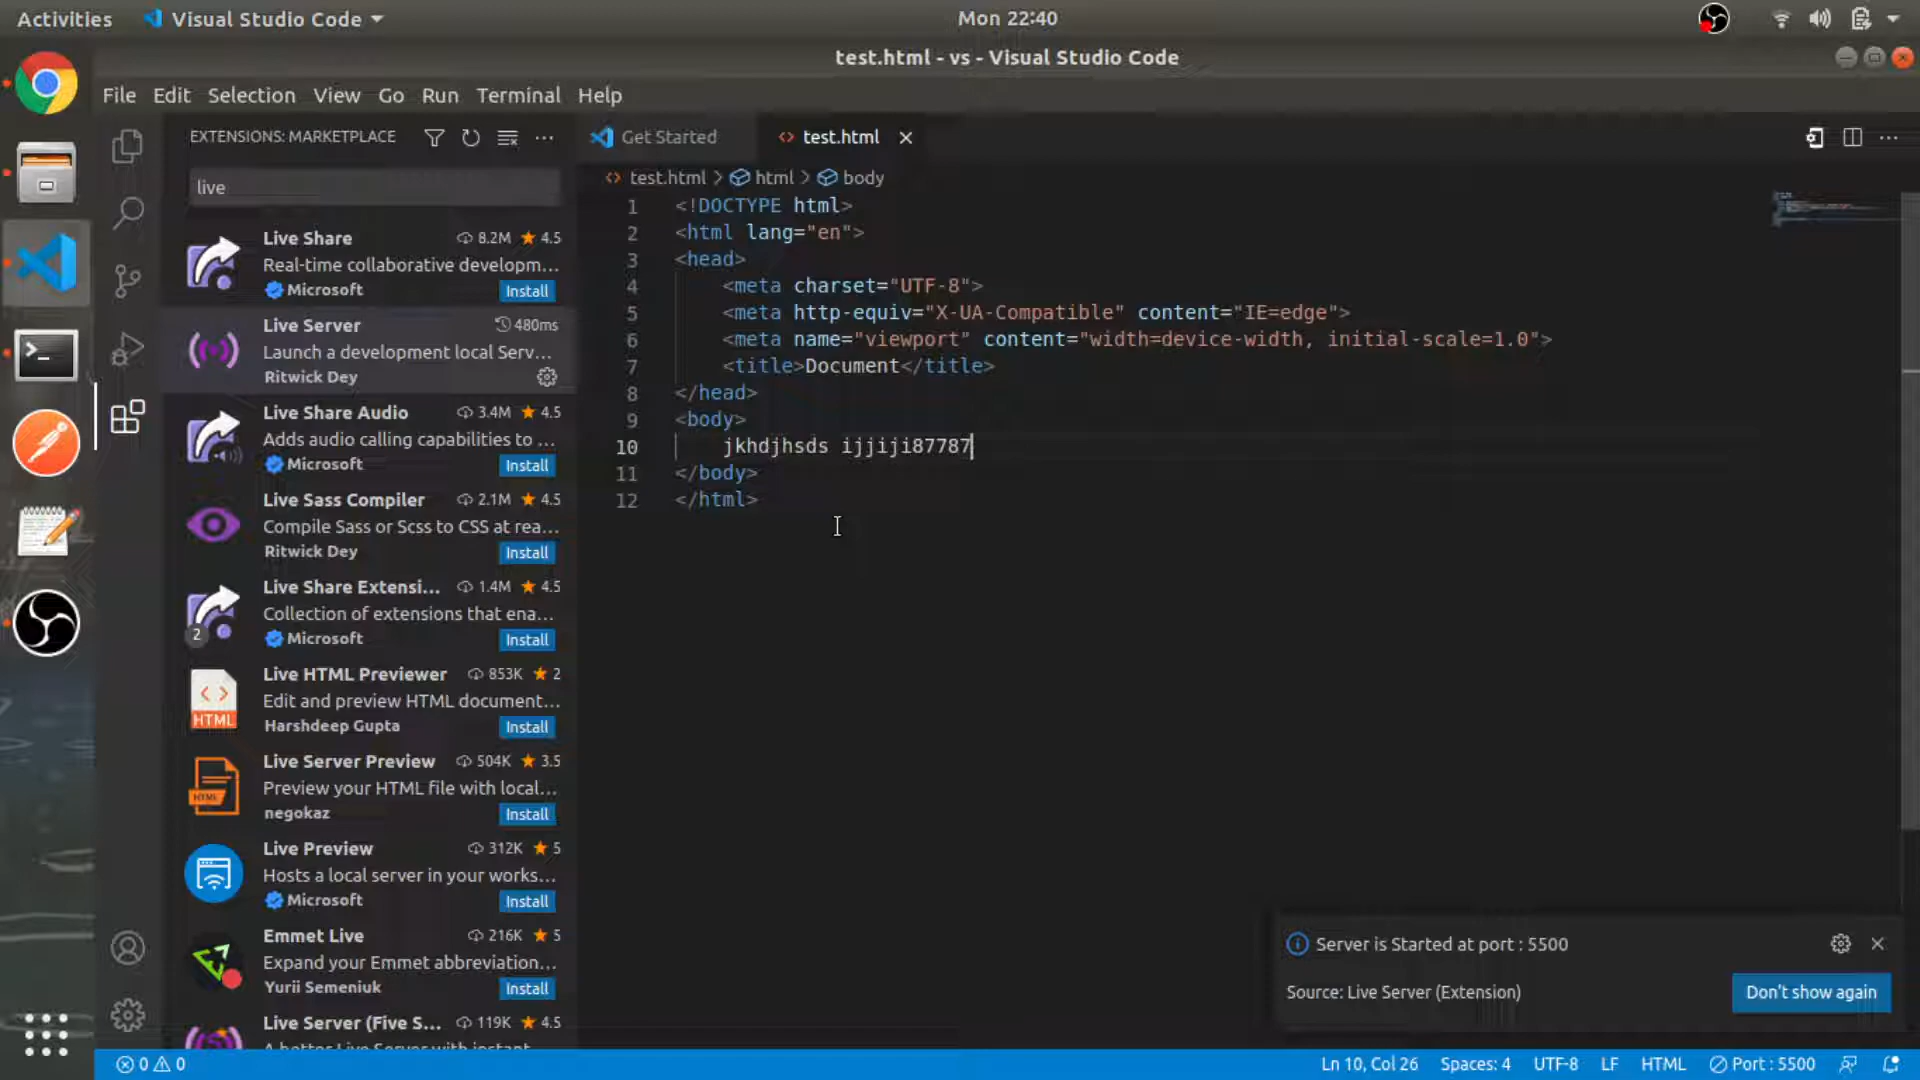 Activities
Visual Studio Code
Mon 22:40
test.html - vs - Visual Studio Code
File Edit Selection View Go Run Terminal Help
EXTENSIONS: MARKETPLACE
live
Live Share 8.2M 4.5
Real-time collaborative developm...
Microsoft Install
Live Server 480ms
Launch a development local Serv...
Ritwick Dey
Live Share Audio 3.4M 4.5
Adds audio calling capabilities to ...
Microsoft Install
Live Sass Compiler 2.1M 4.5
Compile Sass or Scss to CSS at rea...
Ritwick Dey Install
Live Share Extensi... 1.4M 4.5
Collection of extensions that ena...
2 Microsoft Install
Live HTML Previewer 853K 2
Edit and preview HTML document...
HTML Harshdeep Gupta Install
Live Server Preview 504K 3.5
Preview your HTML file with local...
HTML negokaz Install
Live Preview 312K 5
Hosts a local server in your works...
Microsoft Install
Emmet Live 216K 5
Expand your Emmet abbreviation...
Yurii Semeniuk Install
Live Server (Five S... 119K 4.5
A better Live Server with instant
Get Started
test.html
test.html > html > body
1 <!DOCTYPE html>
2 <html lang="en">
3 <head>
4 <meta charset="UTF-8">
5 <meta http-equiv="X-UA-Compatible" content="IE=edge">
6 <meta name="viewport" content="width=device-width, initial-scale=1.0">
7 <title>Document</title>
8 </head>
9 <body>
10 jkhdjhsds ijjiji87787
11 </body>
12 </html>
Server is Started at port : 5500
Source: Live Server (Extension)
Don't show again
0 0
Ln 10, Col 26 Spaces: 4 UTF-8 LF HTML Port : 5500